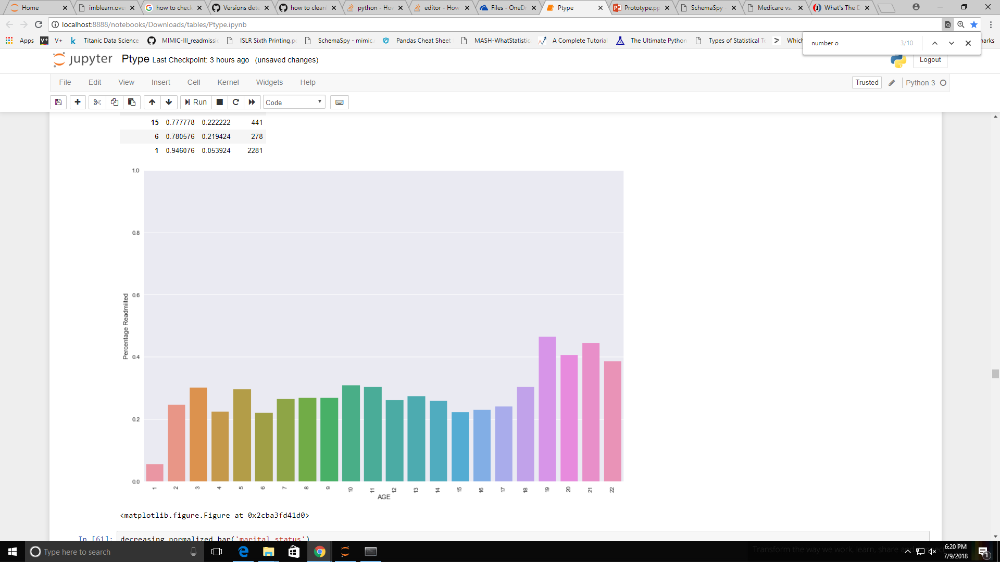 Home
imblearn.ove
how to check
Versions dete
how to clean
python - Ho
editor - How
Files - OneDr
Ptype
Prototype.pp
SchemaSpy -
Medicare vs.
What's The D
localhost:8888/notebooks/Downloads/tables/Ptype.ipynb
Apps
V+
Titanic Data Science
MIMIC-III_readmissi
ISLR Sixth Printing.p
SchemaSpy - mimic.
Pandas Cheat Sheet
MASH-WhatStatistic
A Complete Tutorial
The Ultimate Python
Types of Statistical Te
Which
marks
number o
3/10
jupyter
Ptype Last Checkpoint: 3 hours ago (unsaved changes)
Logout
File Edit View Insert Cell Kernel Widgets Help
Trusted
Python 3
Run
Code
15 0.777778 0.222222 441
6 0.780576 0.219424 278
1 0.946076 0.053924 2281
1.0
0.8
0.6
0.4
0.2
0.0
Percentage Readmiited
1 2 3 4 5 6 7 8 9 10 11 12 13 14 15 16 17 18 19 20 21 22
AGE
<matplotlib.figure.Figure at 0x2cba3fd41d0>
In [61]: decreasing_normalized_bar('marital_status')
Type here to search
Transform the way we work, learn, share and
6:20 PM
7/9/2018
1